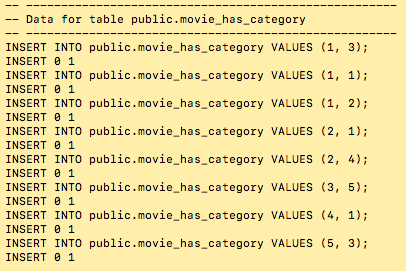 -- ---------------------------------------------------
-- Data for table public.movie_has_category
-- ---------------------------------------------------
INSERT INTO public.movie_has_category VALUES (1, 3);
INSERT 0 1
INSERT INTO public.movie_has_category VALUES (1, 1);
INSERT 0 1
INSERT INTO public.movie_has_category VALUES (1, 2);
INSERT 0 1
INSERT INTO public.movie_has_category VALUES (2, 1);
INSERT 0 1
INSERT INTO public.movie_has_category VALUES (2, 4);
INSERT 0 1
INSERT INTO public.movie_has_category VALUES (3, 5);
INSERT 0 1
INSERT INTO public.movie_has_category VALUES (4, 1);
INSERT 0 1
INSERT INTO public.movie_has_category VALUES (5, 3);
INSERT 0 1